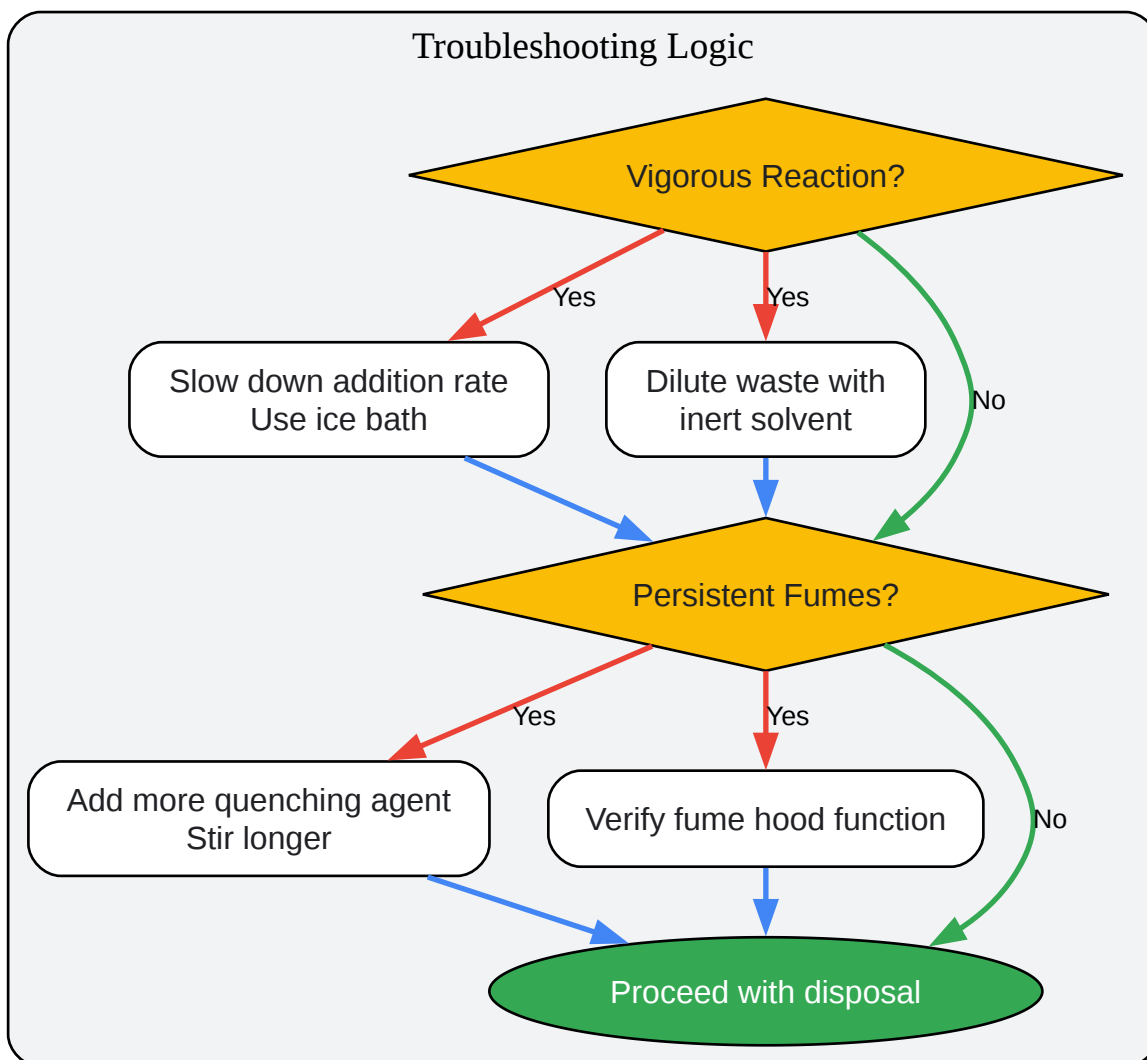 Troubleshooting Logic
Vigorous Reaction?
Yes
Yes
Slow down addition rate
Use ice bath
Dilute waste with
inert solvent
No
Persistent Fumes?
Yes
Yes
Add more quenching agent
Stir longer
Verify fume hood function
No
Proceed with disposal